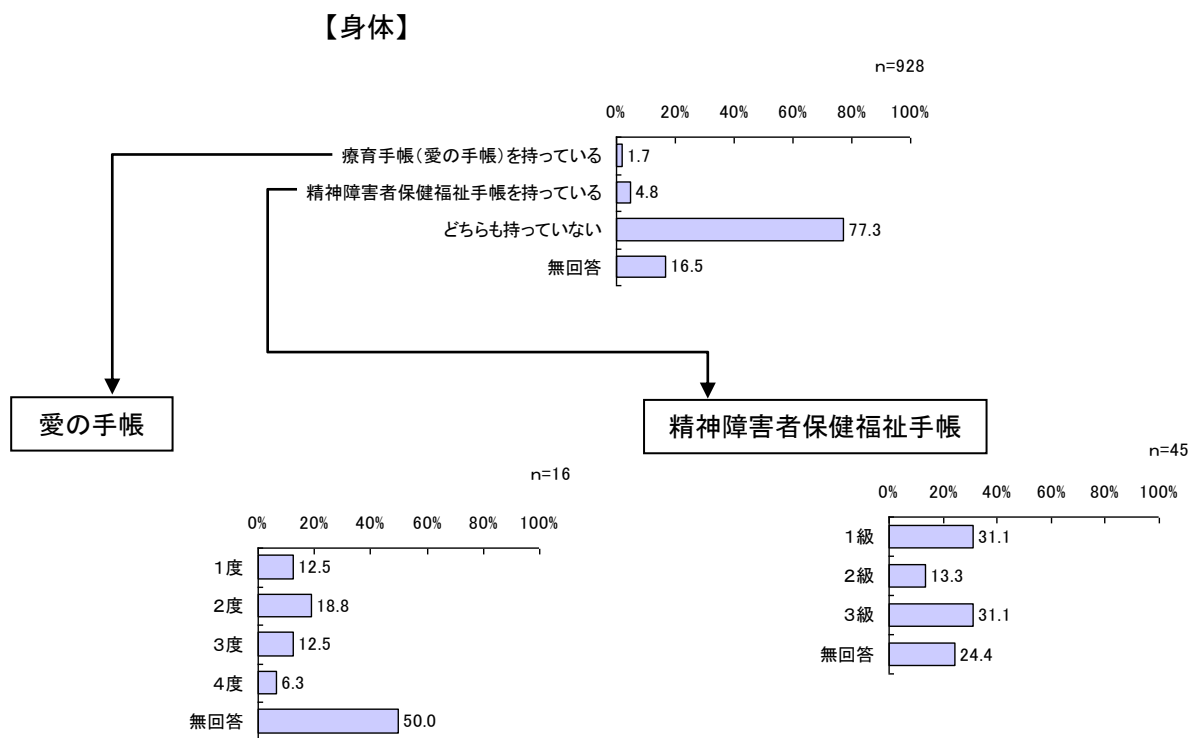 【身体】
n=928
0% 20% 40% 60% 80% 100%
療育手帳(愛の手帳)を持っている 1.7
精神障害者保健福祉手帳を持っている 4.8
どちらも持っていない 77.3
無回答 16.5
愛の手帳
n=16
0% 20% 40% 60% 80% 100%
1度 12.5
2度 18.8
3度 12.5
4度 6.3
無回答 50.0
精神障害者保健福祉手帳
n=45
0% 20% 40% 60% 80% 100%
1級 31.1
2級 13.3
3級 31.1
無回答 24.4